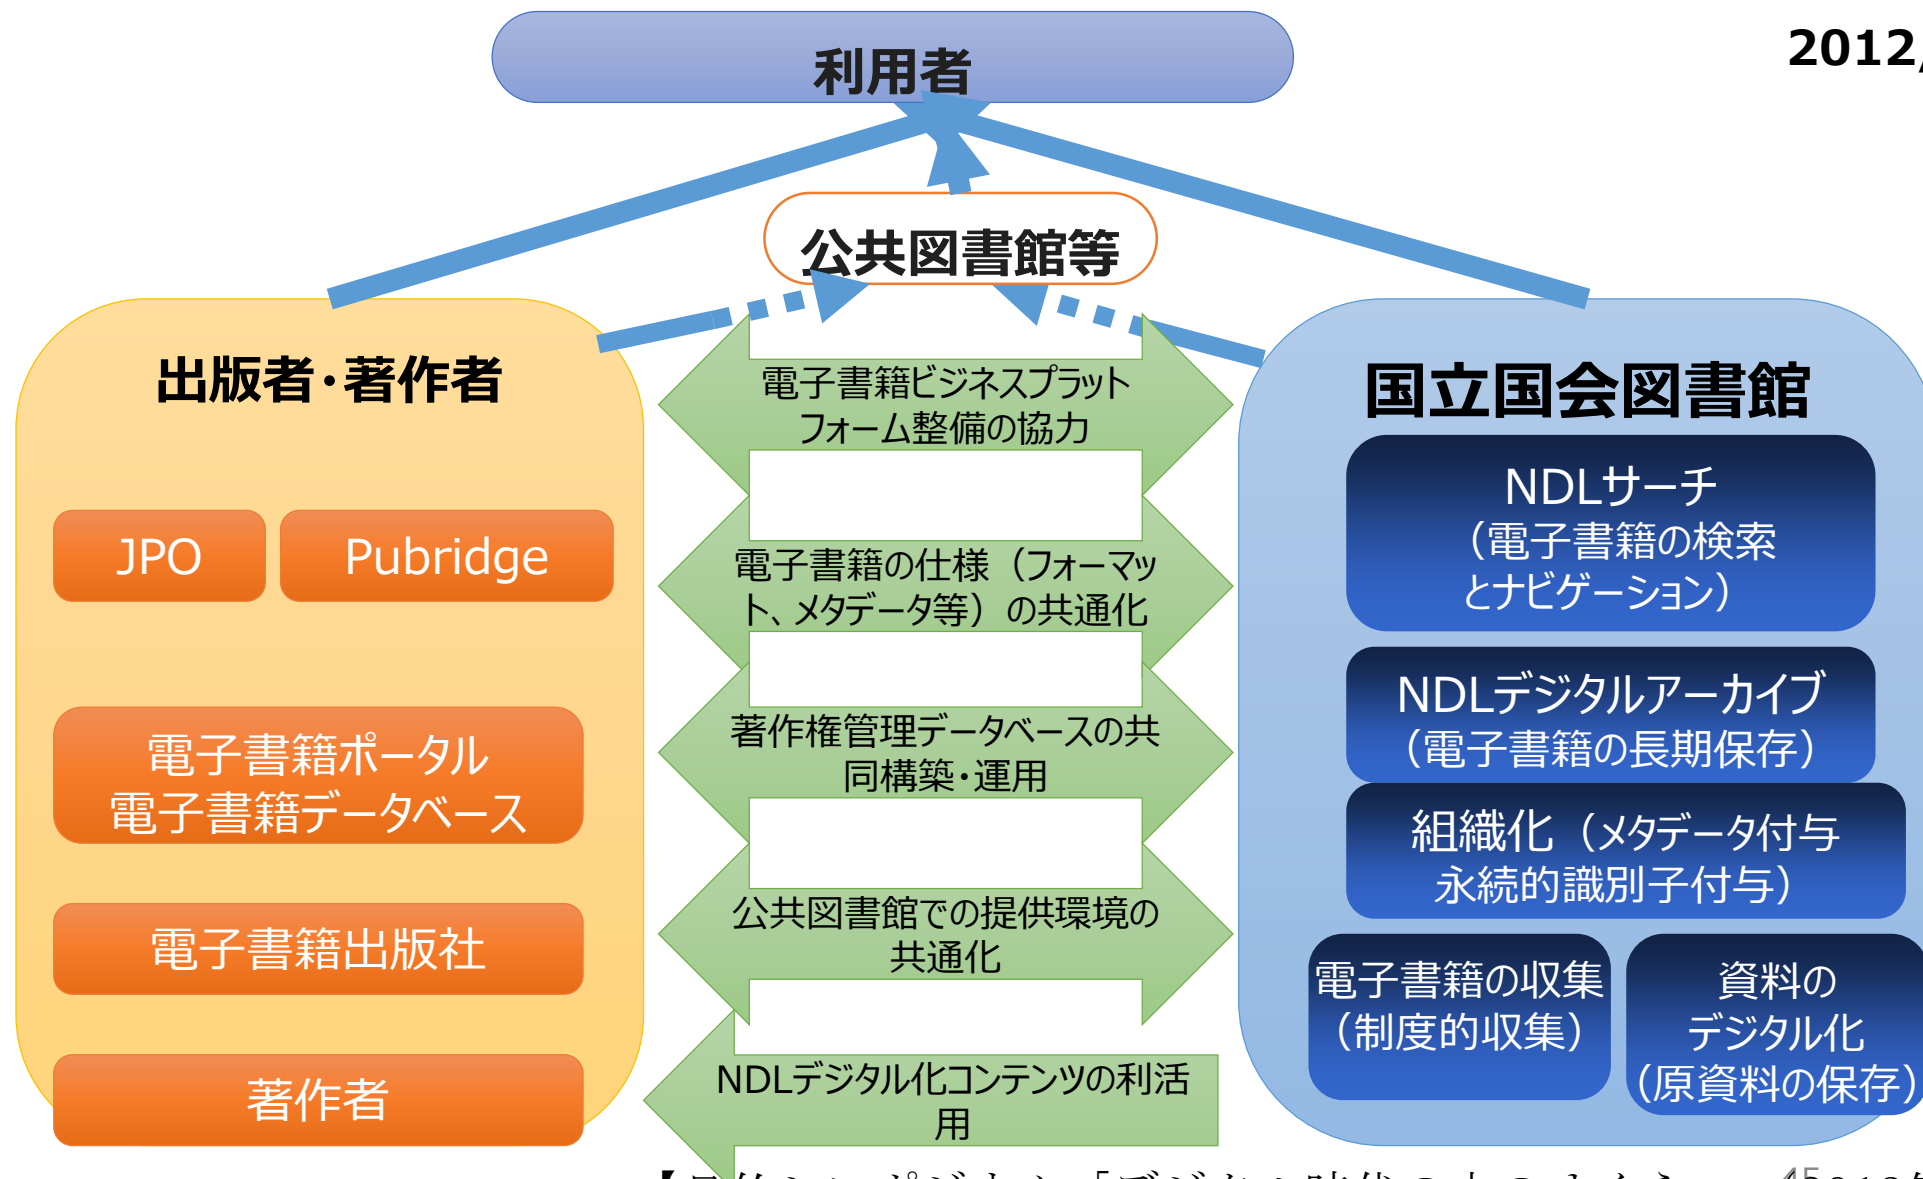 利用者
2012
公共図書館等
出版者・著作者
JPO
Pubridge
電子書籍ポータル
電子書籍データベース
電子書籍出版社
著作者
電子書籍ビジネスプラット
フォーム整備の協力
電子書籍の仕様（フォーマッ
ト、メタデータ等）の共通化
著作権管理データベースの共
同構築・運用
公共図書館での提供環境の
共通化
NDLデジタル化コンテンツの利活
用
国立国会図書館
NDLサーチ
（電子書籍の検索
とナビゲーション）
NDLデジタルアーカイブ
（電子書籍の長期保存）
組織化（メタデータ付与
永続的識別子付与）
電子書籍の収集
（制度的収集）
資料の
デジタル化
（原資料の保存）
45